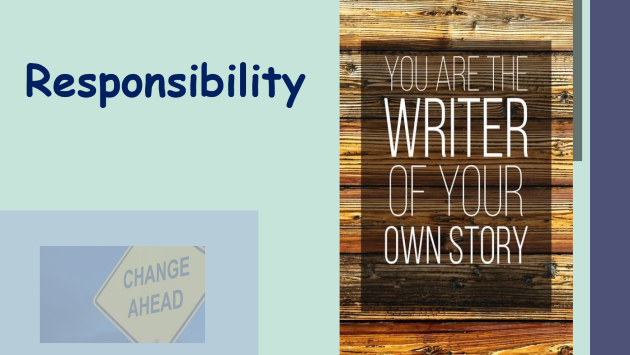 Responsibility
YOU ARE THE
WRITER
OF YOUR
OWN STORY
CHANGE
AHEAD